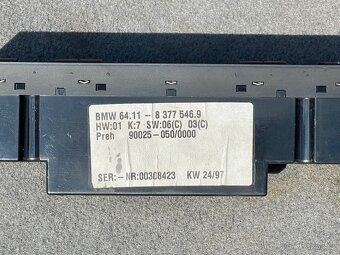 BMW 64.11 - 8 377 546.9
HW:01 K:7 SW:06(C) 03(C)
Preh 90025-050/0000
SER:-NR:00308423 KW 24/97